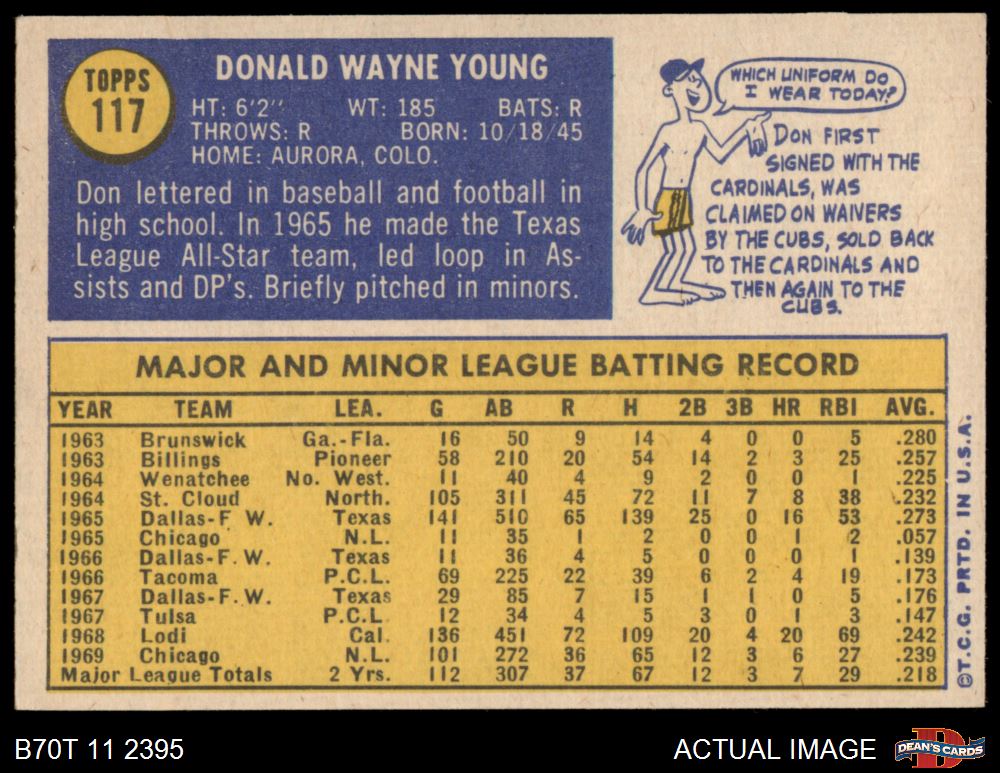 TOPPS
117
DONALD WAYNE YOUNG
HT: 6'2" WT: 185 BATS: R
THROWS: R BORN: 10/18/45
HOME: AURORA, COLO.
Don lettered in baseball and football in
high school. In 1965 he made the Texas
League All-Star team, led loop in As-
sists and DP's. Briefly pitched in minors.
WHICH UNIFORM DO
I WEAR TODAY?
DON FIRST
SIGNED WITH THE
CARDINALS, WAS
CLAIMED ON WAIVERS
BY THE CUBS, SOLD BACK
TO THE CARDINALS AND
THEN AGAIN TO THE
CUBS.
MAJOR AND MINOR LEAGUE BATTING RECORD
YEAR TEAM LEA. G AB R H 2B 3B HR RBI AVG.
1963 Brunswick Ga.-Fla. 16 50 9 14 4 0 0 5 .280
1963 Billings Pioneer 58 210 20 54 14 2 3 25 .257
1964 Wenatchee No. West. 11 40 4 9 2 0 0 1 .225
1964 St. Cloud North. 105 311 45 72 11 7 8 38 .232
1965 Dallas-F. W. Texas 141 510 65 139 25 0 16 53 .273
1965 Chicago N.L. 11 35 1 2 0 0 1 2 .057
1966 Dallas-F. W. Texas 11 36 4 5 0 0 0 1 .139
1966 Tacoma P.C.L. 69 225 22 39 6 2 4 19 .173
1967 Dallas-F. W. Texas 29 85 7 15 1 1 0 5 .176
1967 Tulsa P.C.L. 12 34 4 5 3 0 1 3 .147
1968 Lodi Cal. 136 451 72 109 20 4 20 69 .242
1969 Chicago N.L. 101 272 36 65 12 3 6 27 .239
Major League Totals 2 Yrs. 112 307 37 67 12 3 7 29 .218
©T.C.G. PRTD. IN U.S.A.
B70T 11 2395
ACTUAL IMAGE
D
DEAN'S CARDS